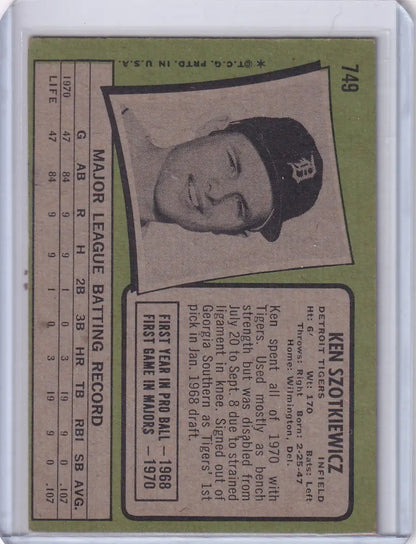 749
KEN SZOTKIEWICZ
DETROIT TIGERS INFIELD
Ht: 6- Wt: 170 Bats: Left
Throws: Right Born: 2-25-47
Home: Wilmington, Del.
Ken spent all of 1970 with
Tigers. Used mostly as bench
strength but was disabled from
July 20 to Sept. 8 due to strained
ligament in knee. Signed out of
Georgia Southern as Tigers' 1st
pick in Jan. 1968 draft.
FIRST YEAR IN PRO BALL — 1968
FIRST GAME IN MAJORS — 1970
D
*©T.C.G. PRTD. IN U.S.A.
MAJOR LEAGUE BATTING RECORD
G AB R H 2B 3B HR TB RBI SB AVG.
1970 47 84 9 9 1 0 3 19 9 0 .107
LIFE 47 84 9 9 1 0 3 19 9 0 .107